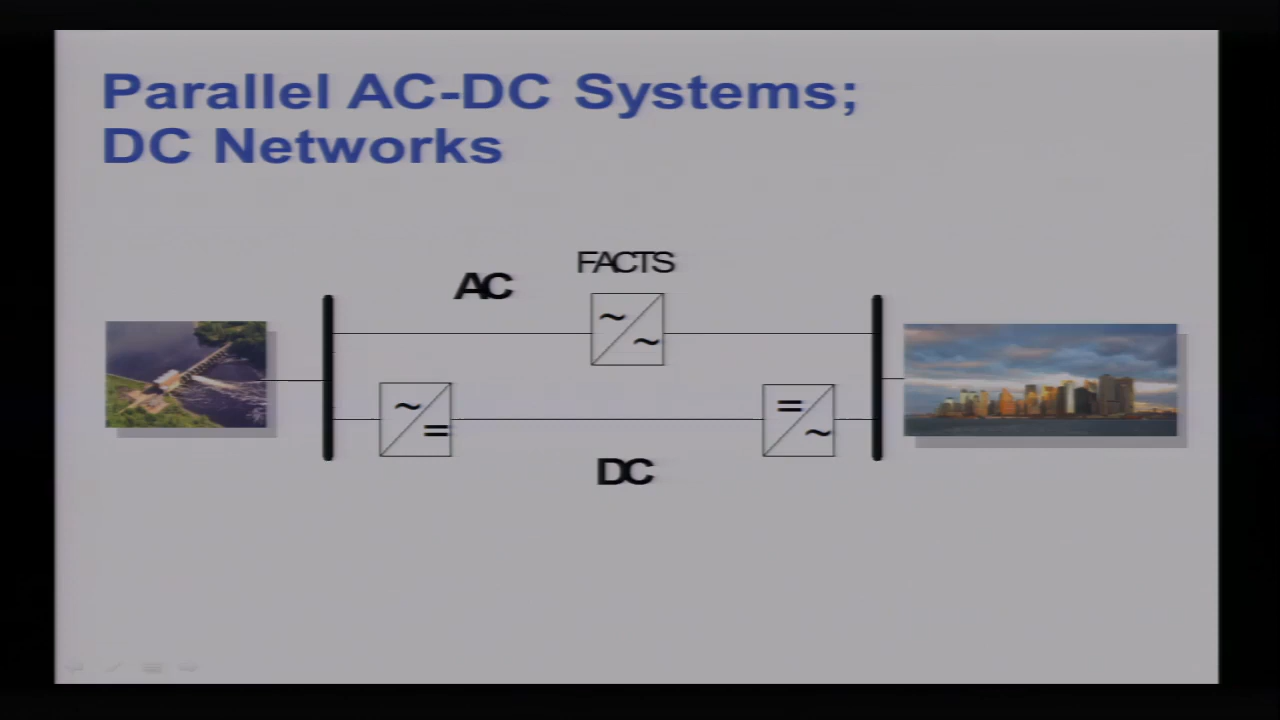 Parallel AC-DC Systems;
DC Networks
FACTS
AC
~
~
~
=
=
~
DC